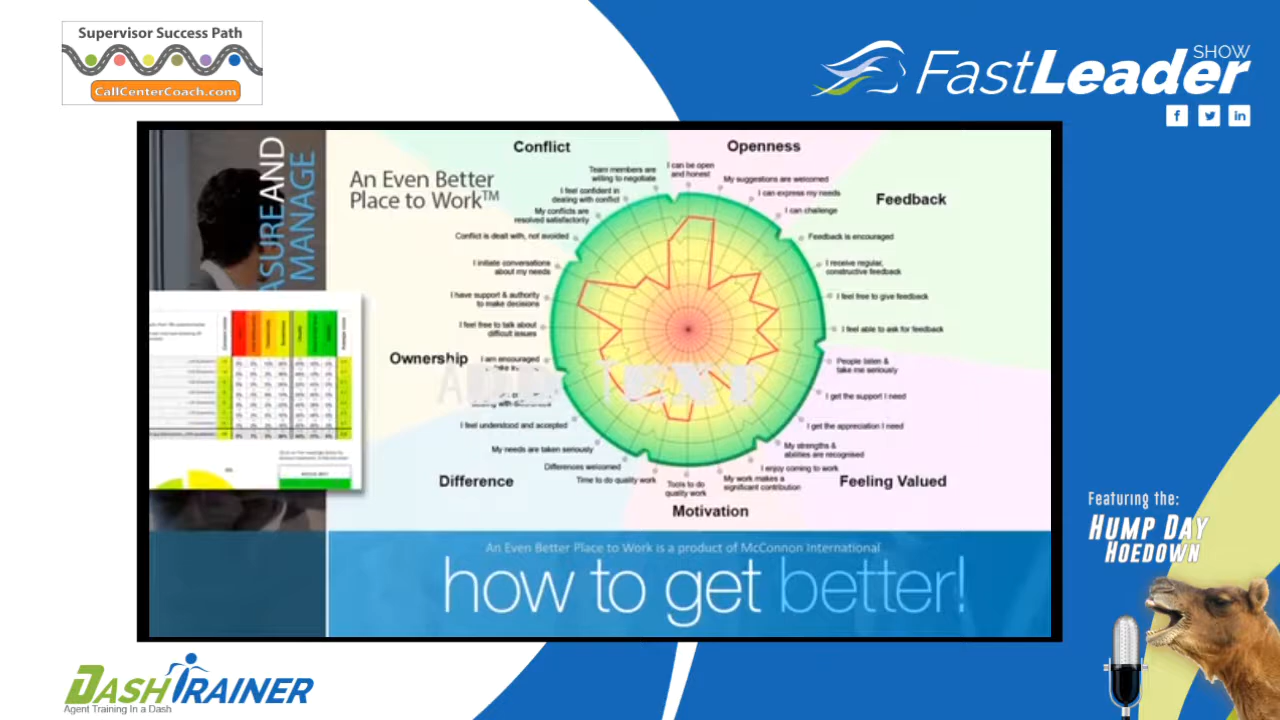 Supervisor Success Path
CallCenterCoach.com
SHOW
FastLeader
f
in
ASURE AND
MANAGE
An Even Better
Place to Work™
Conflict
Openness
Feedback
Team members are
willing to negotiate
I can be open
and honest
My suggestions are welcomed
I feel confident in
dealing with conflict
I can express my needs
My conflicts are
resolved satisfactorily
I can challenge
Conflict is dealt with, not avoided
Feedback is encouraged
I initiate conversations
about my needs
I receive regular,
constructive feedback
I have support & authority
to make decisions
I feel free to give feedback
I feel free to talk about
difficult issues
I feel able to ask for feedback
Ownership
I am encouraged
People listen &
take me seriously
I get the support I need
I feel understood and accepted
I get the appreciation I need
My needs are taken seriously
My strengths &
abilities are recognised
Differences welcomed
I enjoy coming to work
Time to do quality work
Tools to do
quality work
My work makes a
significant contribution
Difference
Feeling Valued
Motivation
An Even Better Place to Work is a product of McConnon International
how to get better!
Featuring the:
HUMP DAY
HOEDOWN
DASHTRAINER
Agent Training In a Dash